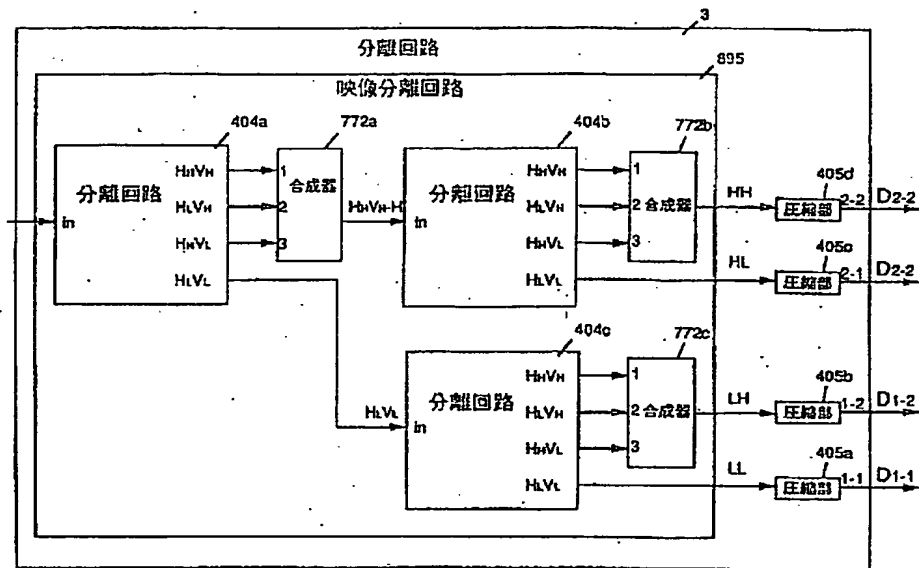 3
分離回路
895
映像分離回路
404a
分離回路
in
HHVH
HLVH
HHVL
HLVL
772a
1
2
3
合成器
HHVH-H
404b
分離回路
in
HHVH
HLVH
HHVL
HLVL
772b
1
2
3
合成器
HH
HL
405d
圧縮部
2-2
D2-2
405c
圧縮部
2-1
D2-2
HLVL
404c
分離回路
in
HHVH
HLVH
HHVL
HLVL
772c
1
2
3
合成器
LH
LL
405b
圧縮部
1-2
D1-2
405a
圧縮部
1-1
D1-1